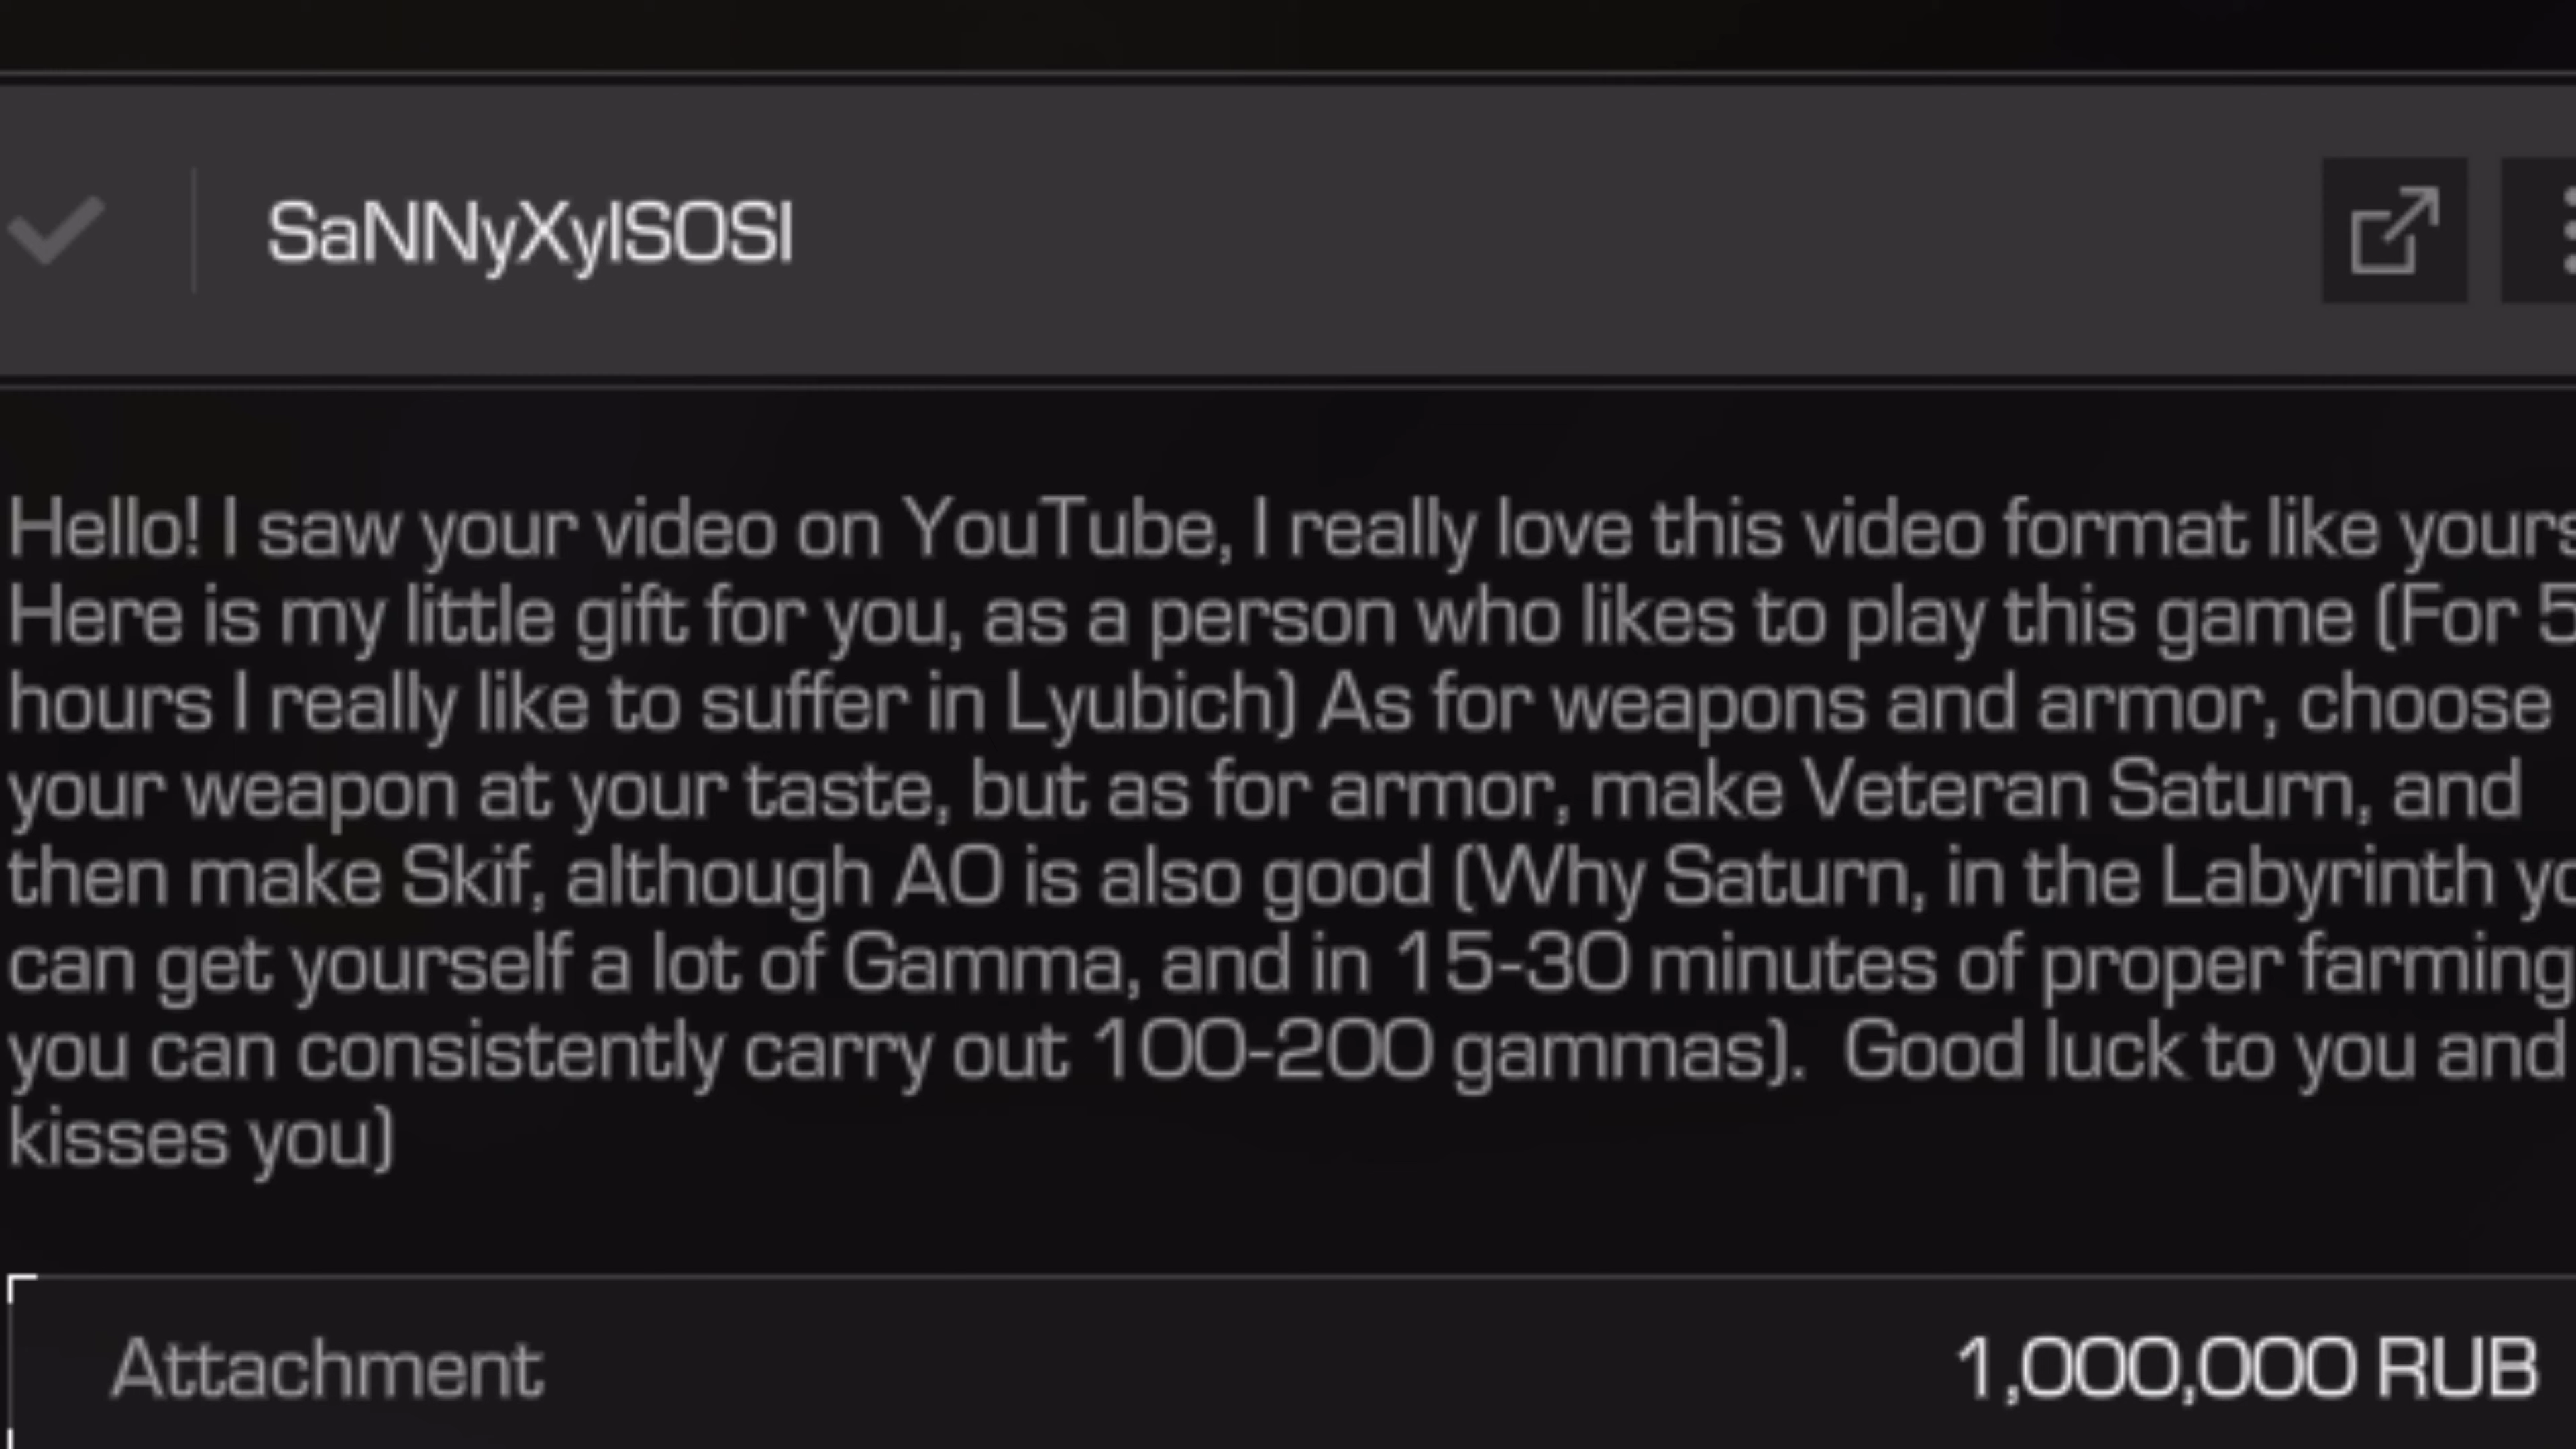 SaNNyXyISOSI
Hello! I saw your video on YouTube, I really love this video format like yours
Here is my little gift for you, as a person who likes to play this game (For 5
hours I really like to suffer in Lyubich) As for weapons and armor, choose
your weapon at your taste, but as for armor, make Veteran Saturn, and
then make Skif, although AO is also good (Why Saturn, in the Labyrinth yo
can get yourself a lot of Gamma, and in 15-30 minutes of proper farming
you can consistently carry out 100-200 gammas).  Good luck to you and
kisses you)
Attachment 1,000,000 RUB